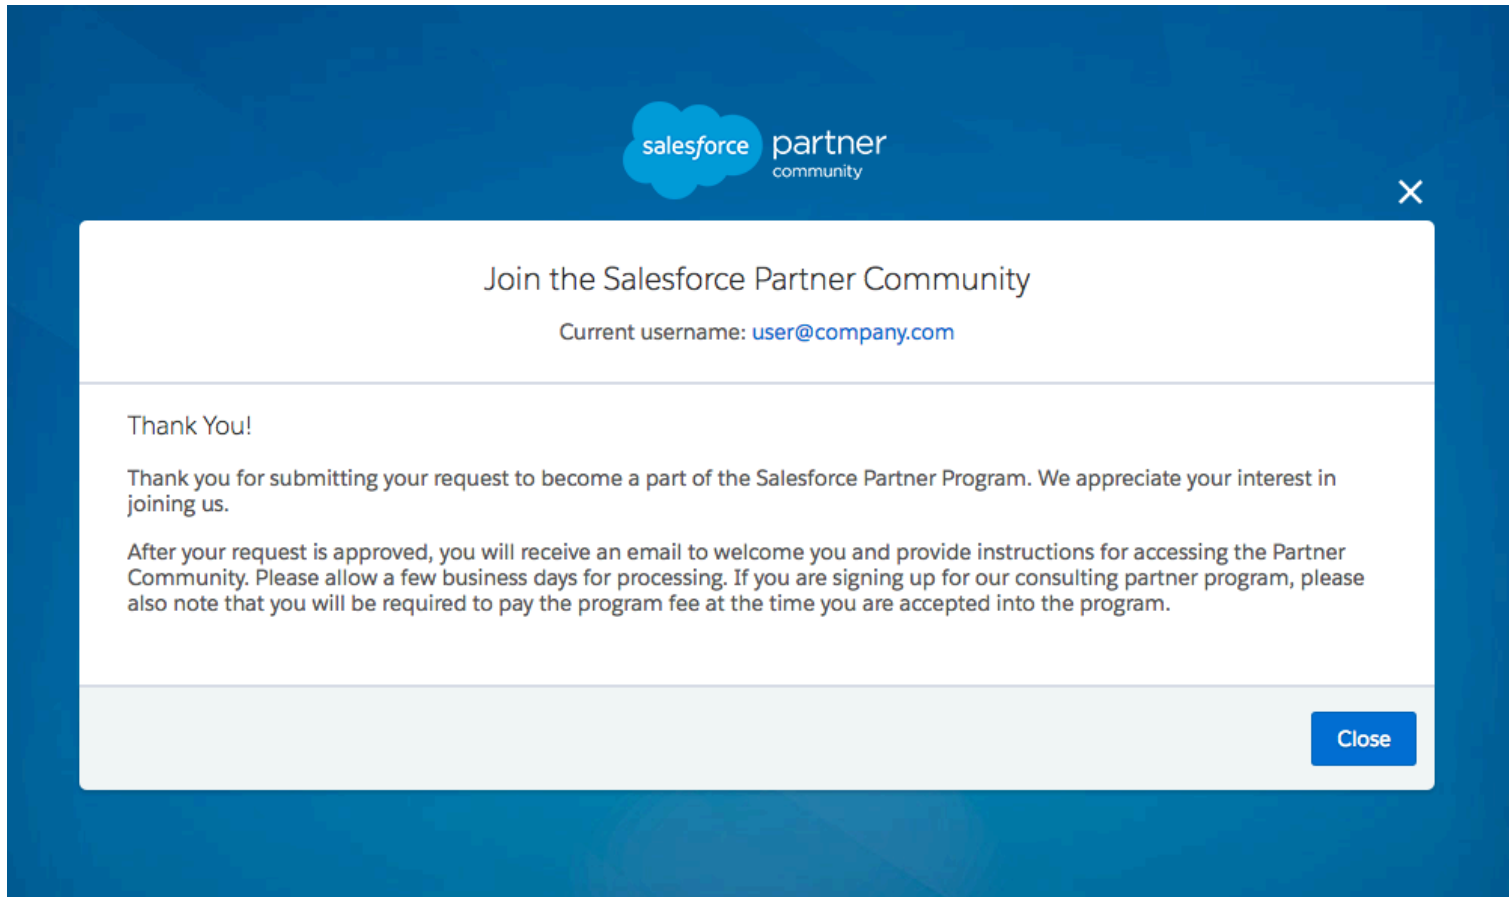 salesforce partner
community
Join the Salesforce Partner Community
Current username: user@company.com
Thank You!
Thank you for submitting your request to become a part of the Salesforce Partner Program. We appreciate your interest in
joining us.
After your request is approved, you will receive an email to welcome you and provide instructions for accessing the Partner
Community. Please allow a few business days for processing. If you are signing up for our consulting partner program, please
also note that you will be required to pay the program fee at the time you are accepted into the program.
Close